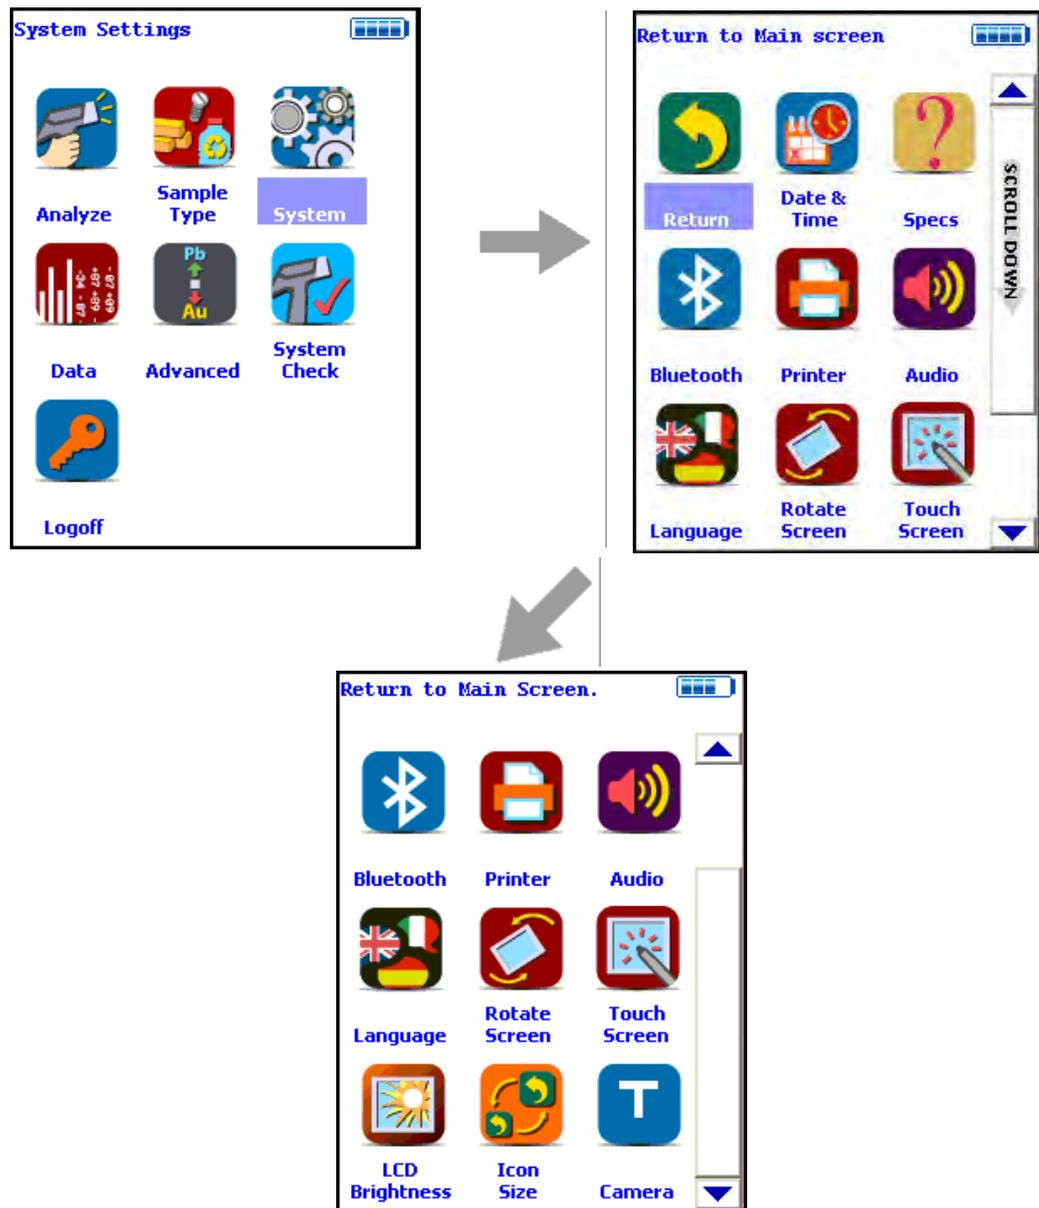 System Settings
Analyze
Sample
Type
System
Pb
Au
Data
Advanced
System
Check
Logoff
Return to Main screen
Return
Date &
Time
Specs
SCROLL DOWN
Bluetooth
Printer
Audio
Language
Rotate
Screen
Touch
Screen
Return to Main Screen.
Bluetooth
Printer
Audio
Language
Rotate
Screen
Touch
Screen
T
LCD
Brightness
Icon
Size
Camera